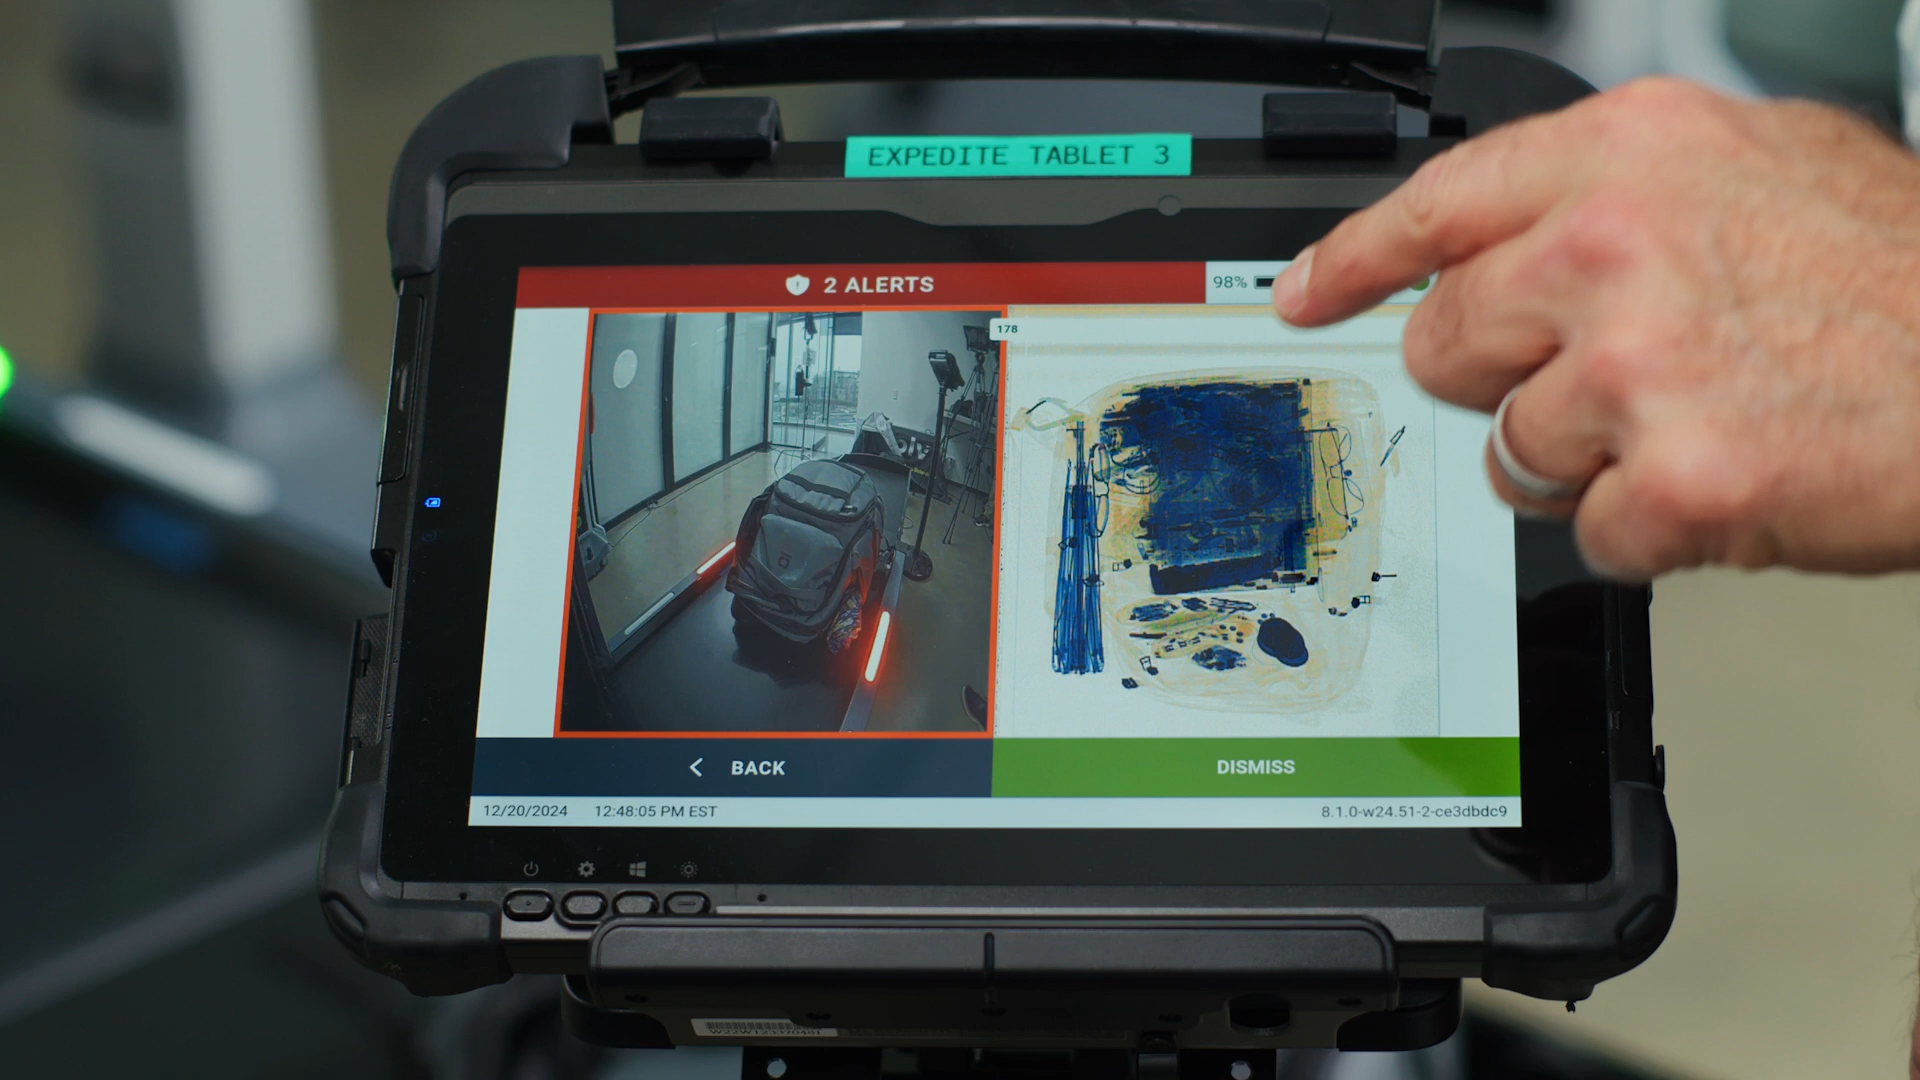 EXPEDITE TABLET 3
2 ALERTS
98%
178
BACK
DISMISS
12/20/2024
12:48:05 PM EST
8.1.0-w24.51-2-ce3dbdc9